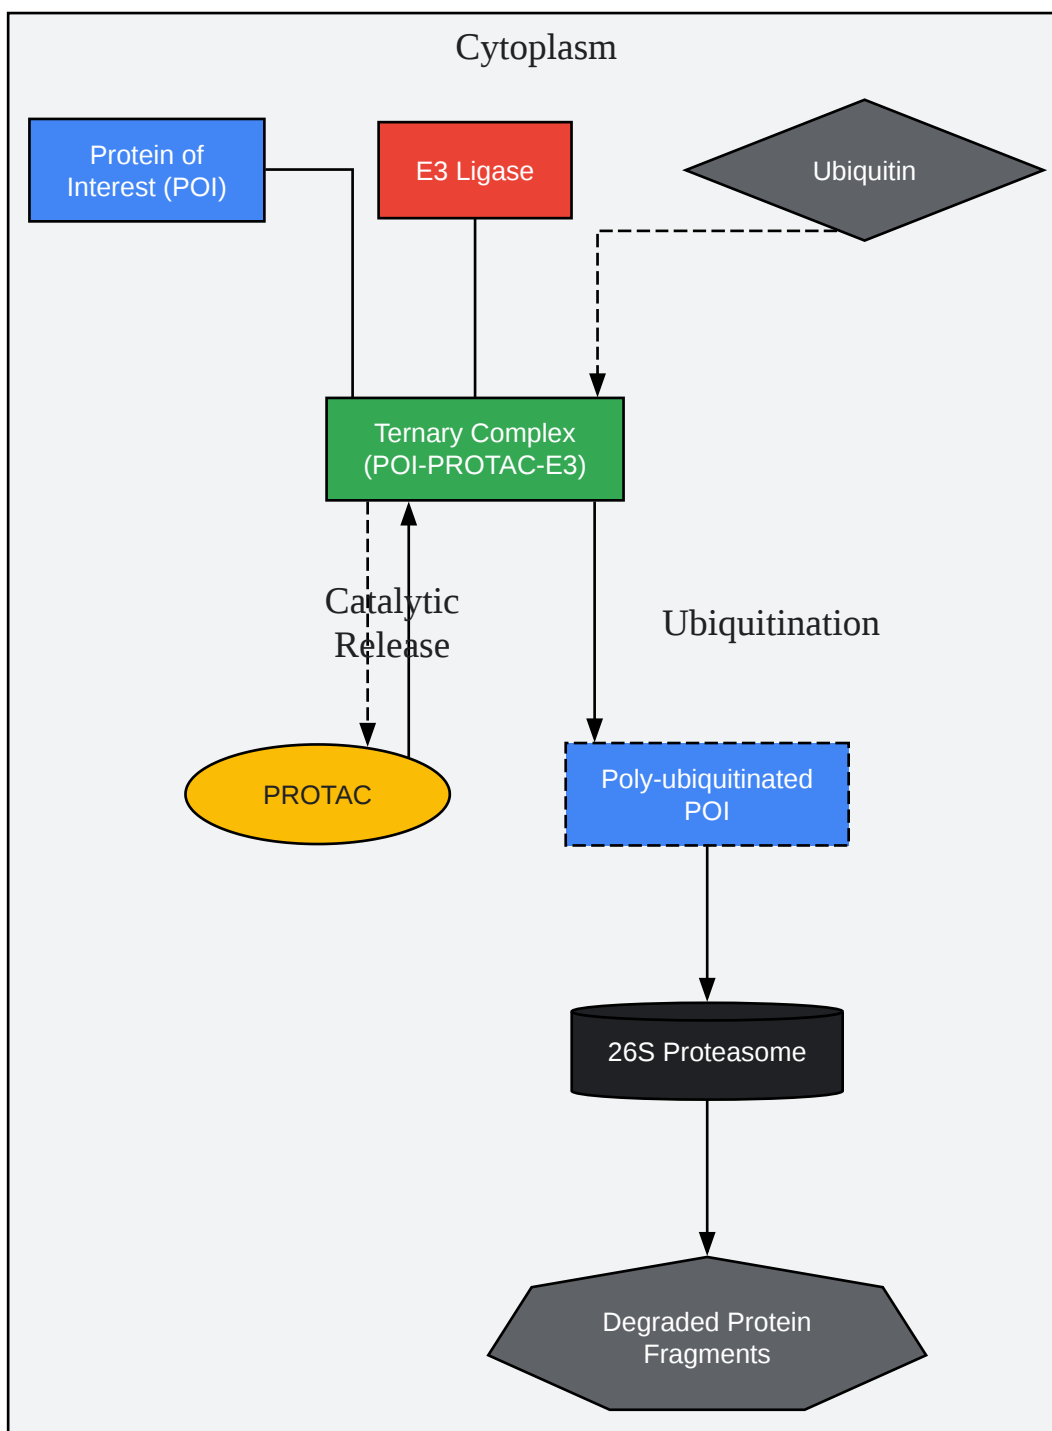 Cytoplasm
Protein of
Interest (POI)
E3 Ligase
Ubiquitin
Ternary Complex
(POI-PROTAC-E3)
Catalytic
Release
Ubiquitination
PROTAC
Poly-ubiquitinated
POI
26S Proteasome
Degraded Protein
Fragments